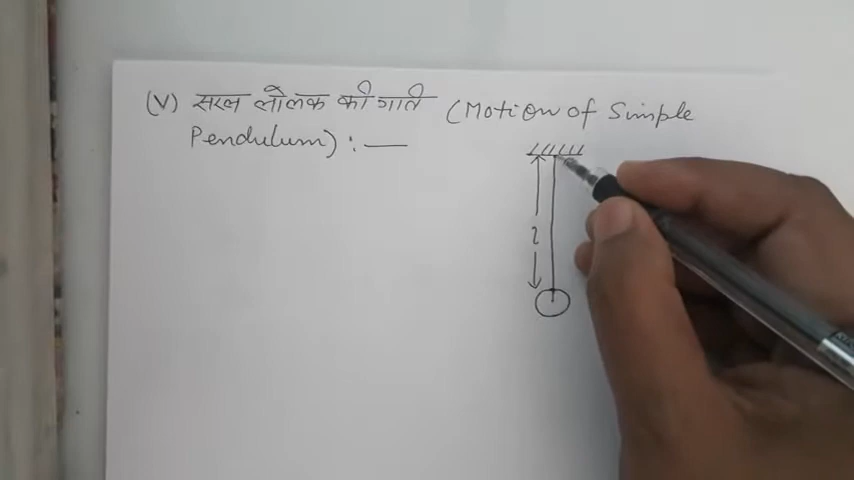 (V) सरल लोलक की गति (Motion of Simple
Pendulum) : —
l